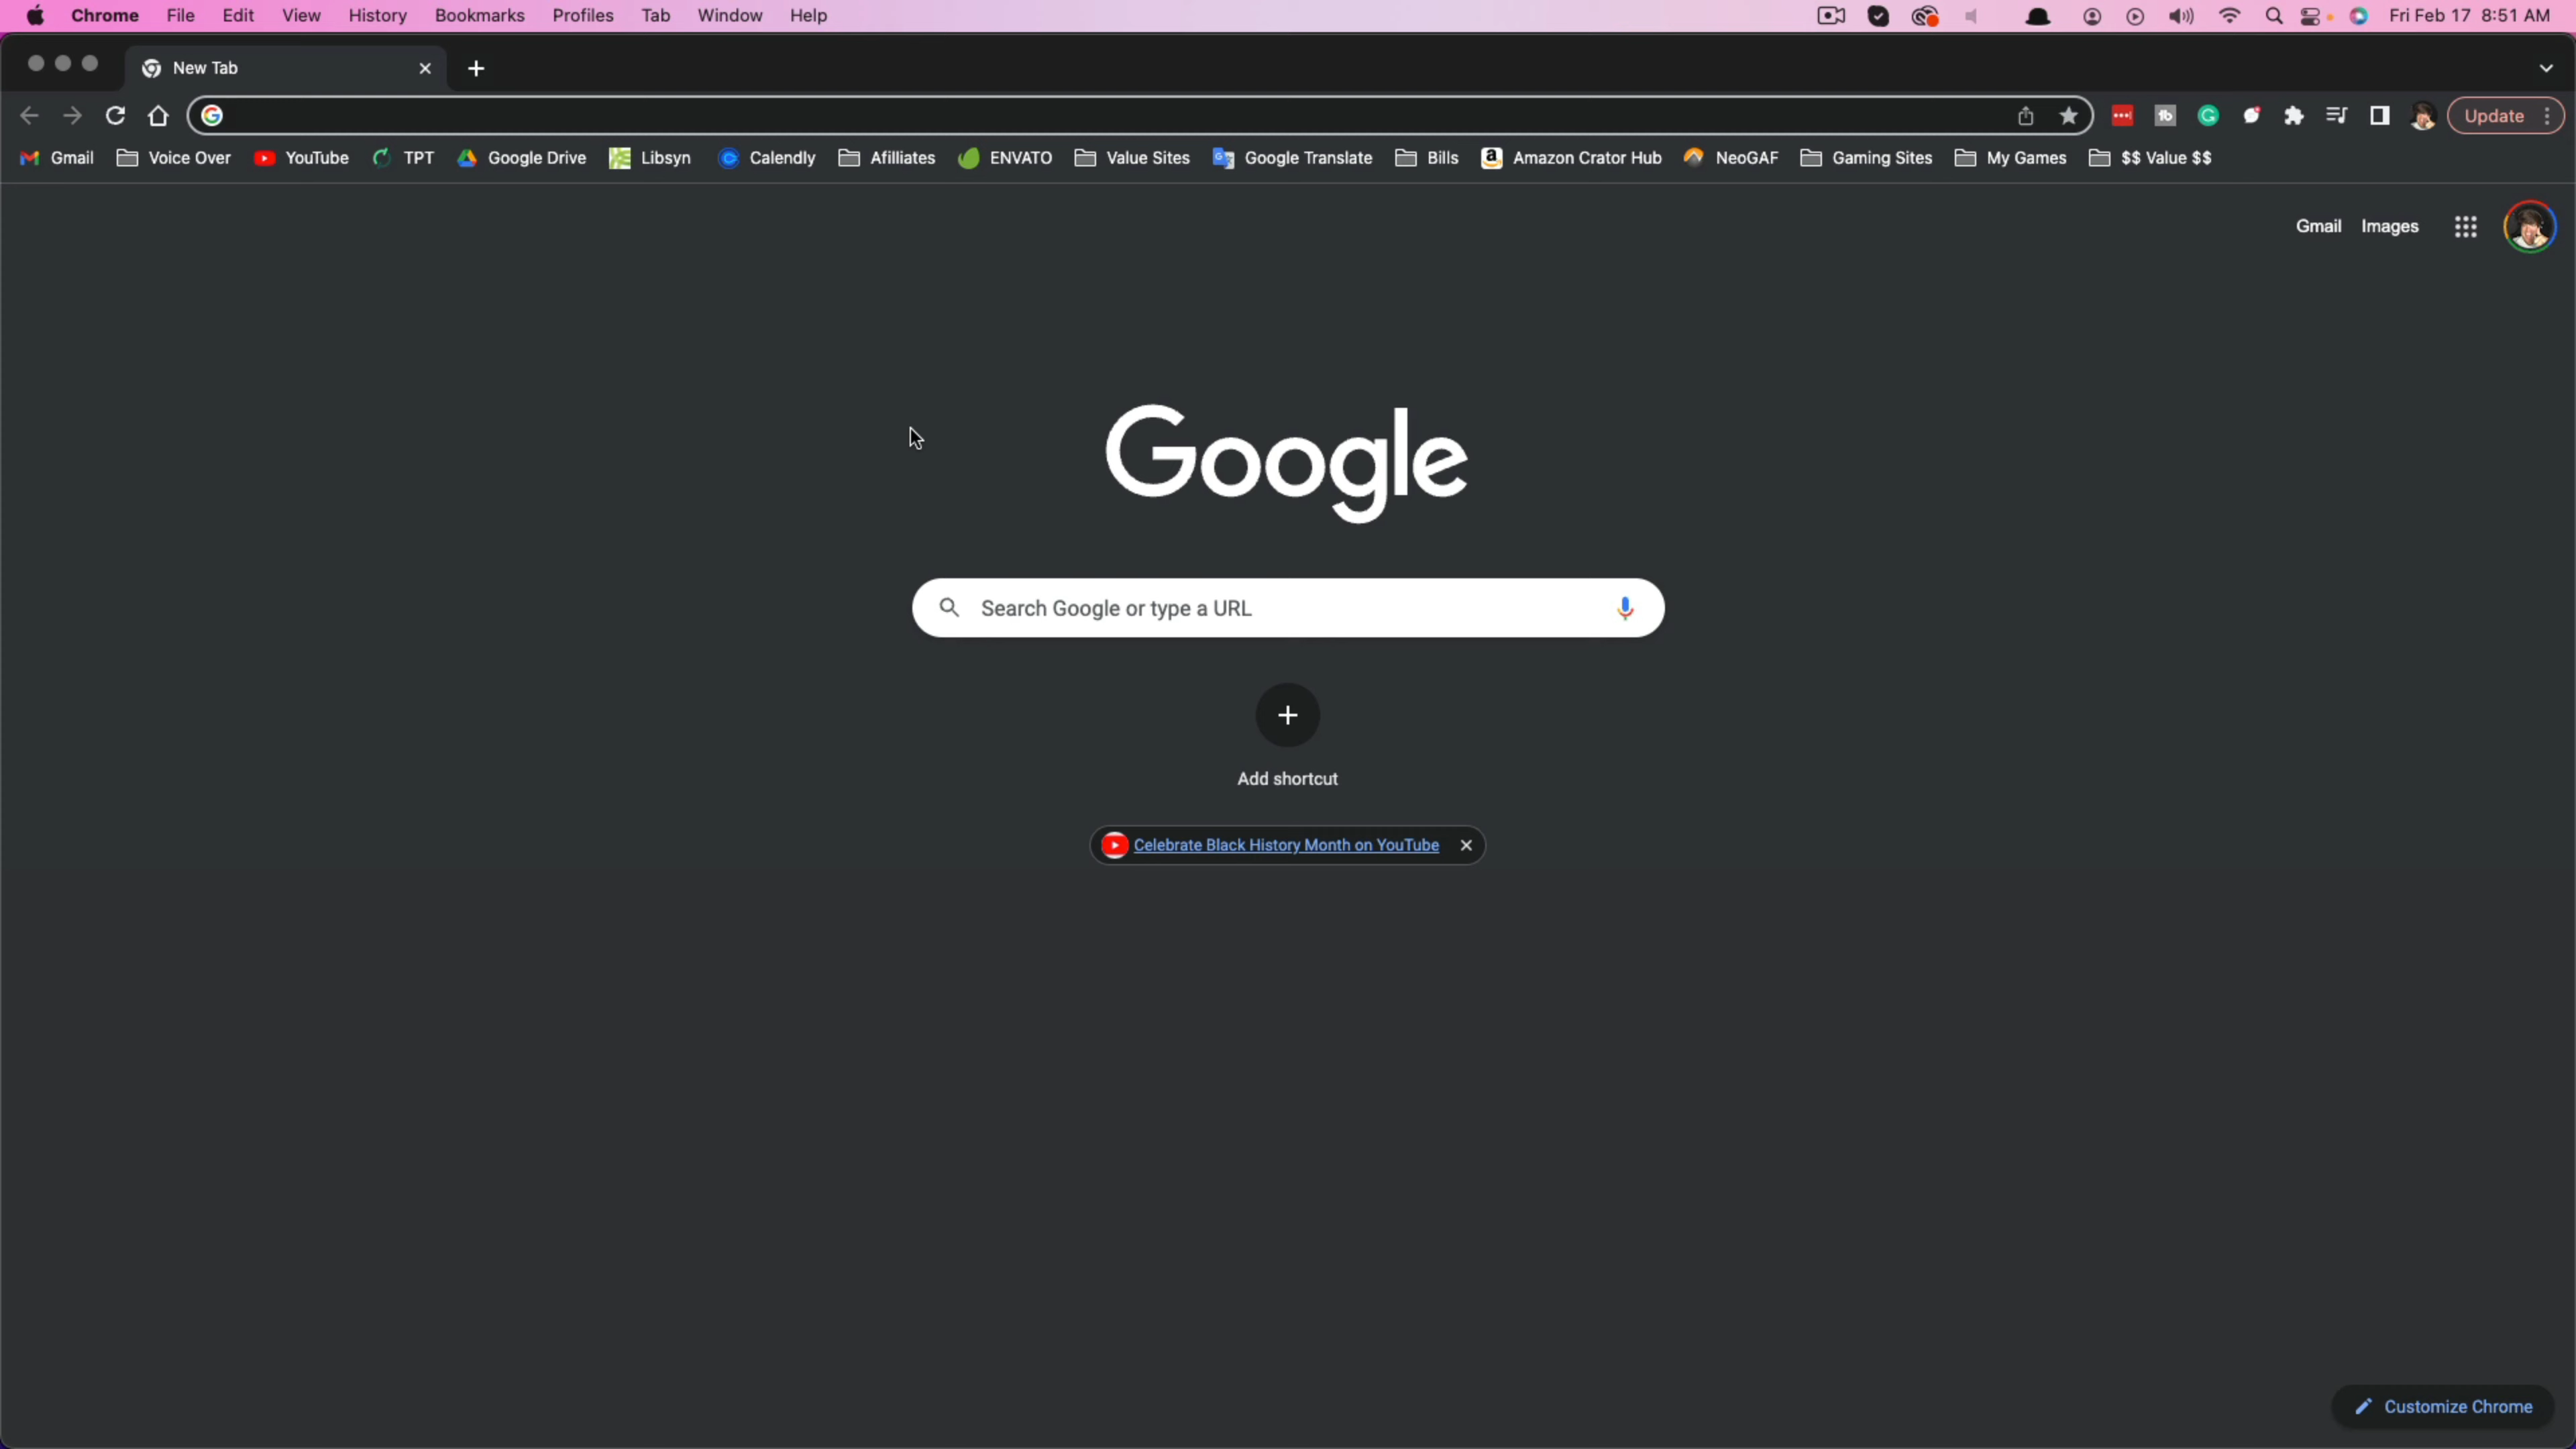 Chrome File Edit View History Bookmarks Profiles Tab Window Help Fri Feb 17 8:51 AM
New Tab
Update
Gmail Voice Over YouTube TPT Google Drive Libsyn Calendly Afilliates ENVATO Value Sites Google Translate Bills Amazon Crator Hub NeoGAF Gaming Sites My Games $$ Value $$
Gmail Images
Google
Search Google or type a URL
Add shortcut
Celebrate Black History Month on YouTube
Customize Chrome